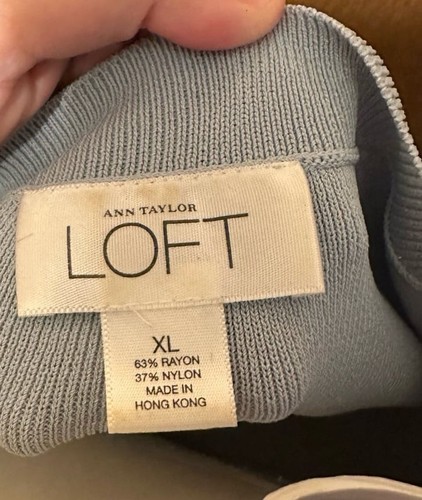 ANN TAYLOR
LOFT
XL
63% RAYON
37% NYLON
MADE IN
HONG KONG